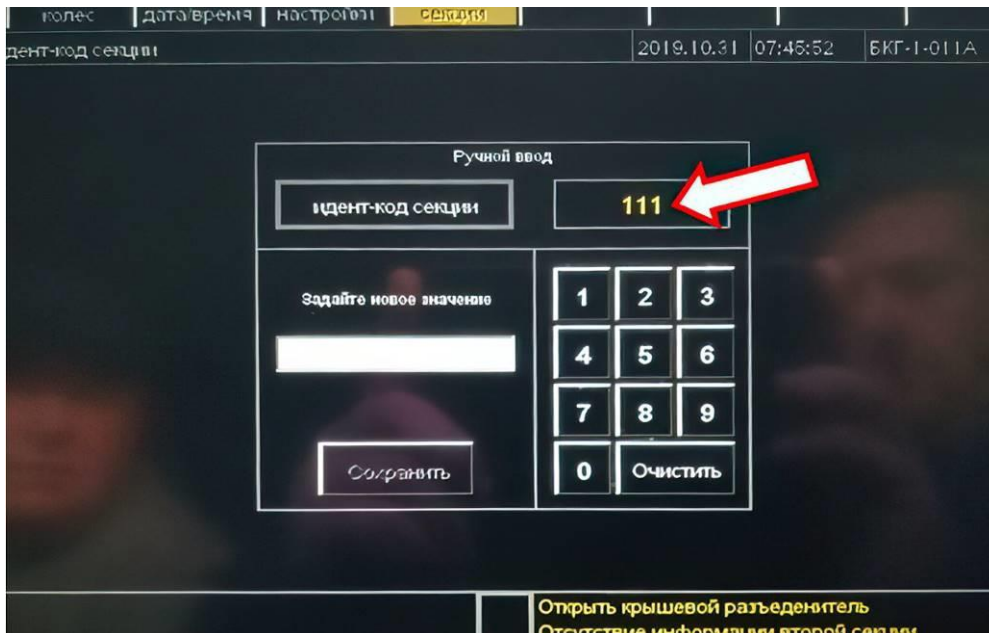 колес дата/время настройки секция
дент-код секции 2019.10.31 07:45:52 БКГ-1-011А
Ручной ввод
идент-код секции 111
Задайте новое значение
1 2 3
4 5 6
7 8 9
Сохранить 0 Очистить
Открыть крышевой разъеденитель
Отсутствие информации второй секции